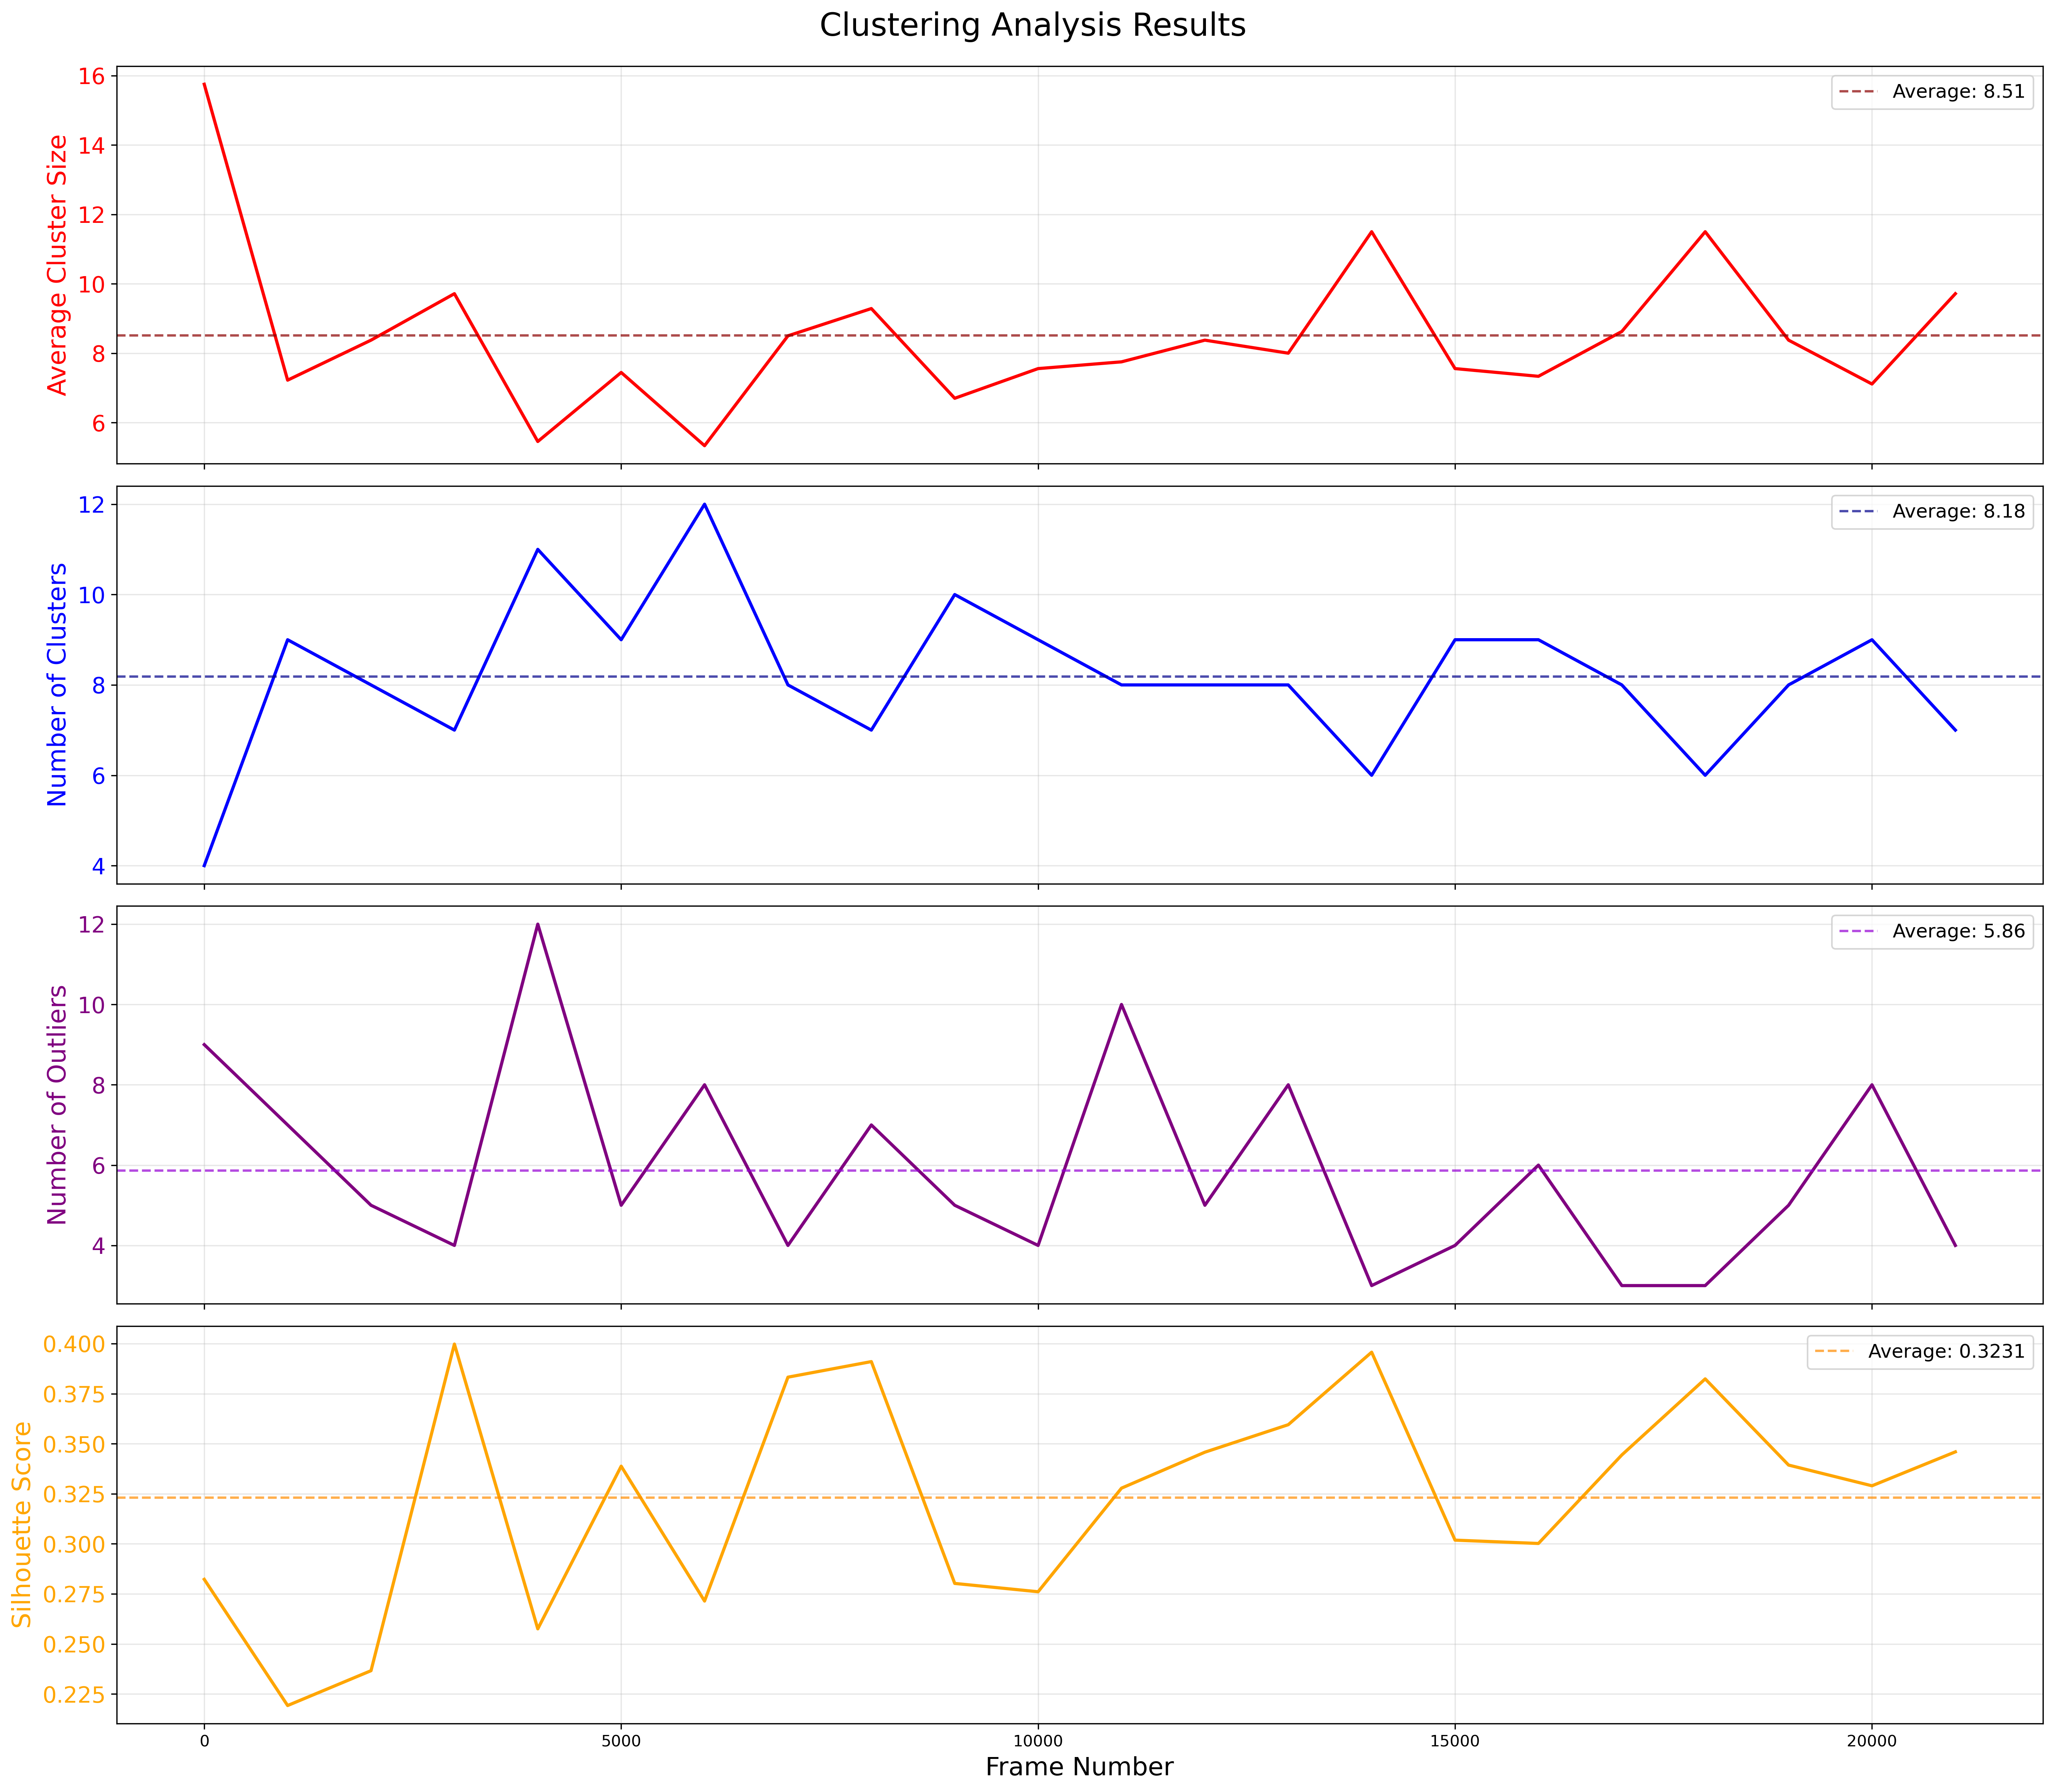 Clustering Analysis Results
Average Cluster Size
16
14
12
10
8
6
Average: 8.51
Number of Clusters
12
10
8
6
4
Average: 8.18
Number of Outliers
12
10
8
6
4
Average: 5.86
Silhouette Score
0.400
0.375
0.350
0.325
0.300
0.275
0.250
0.225
Average: 0.3231
0 5000 10000 15000 20000
Frame Number